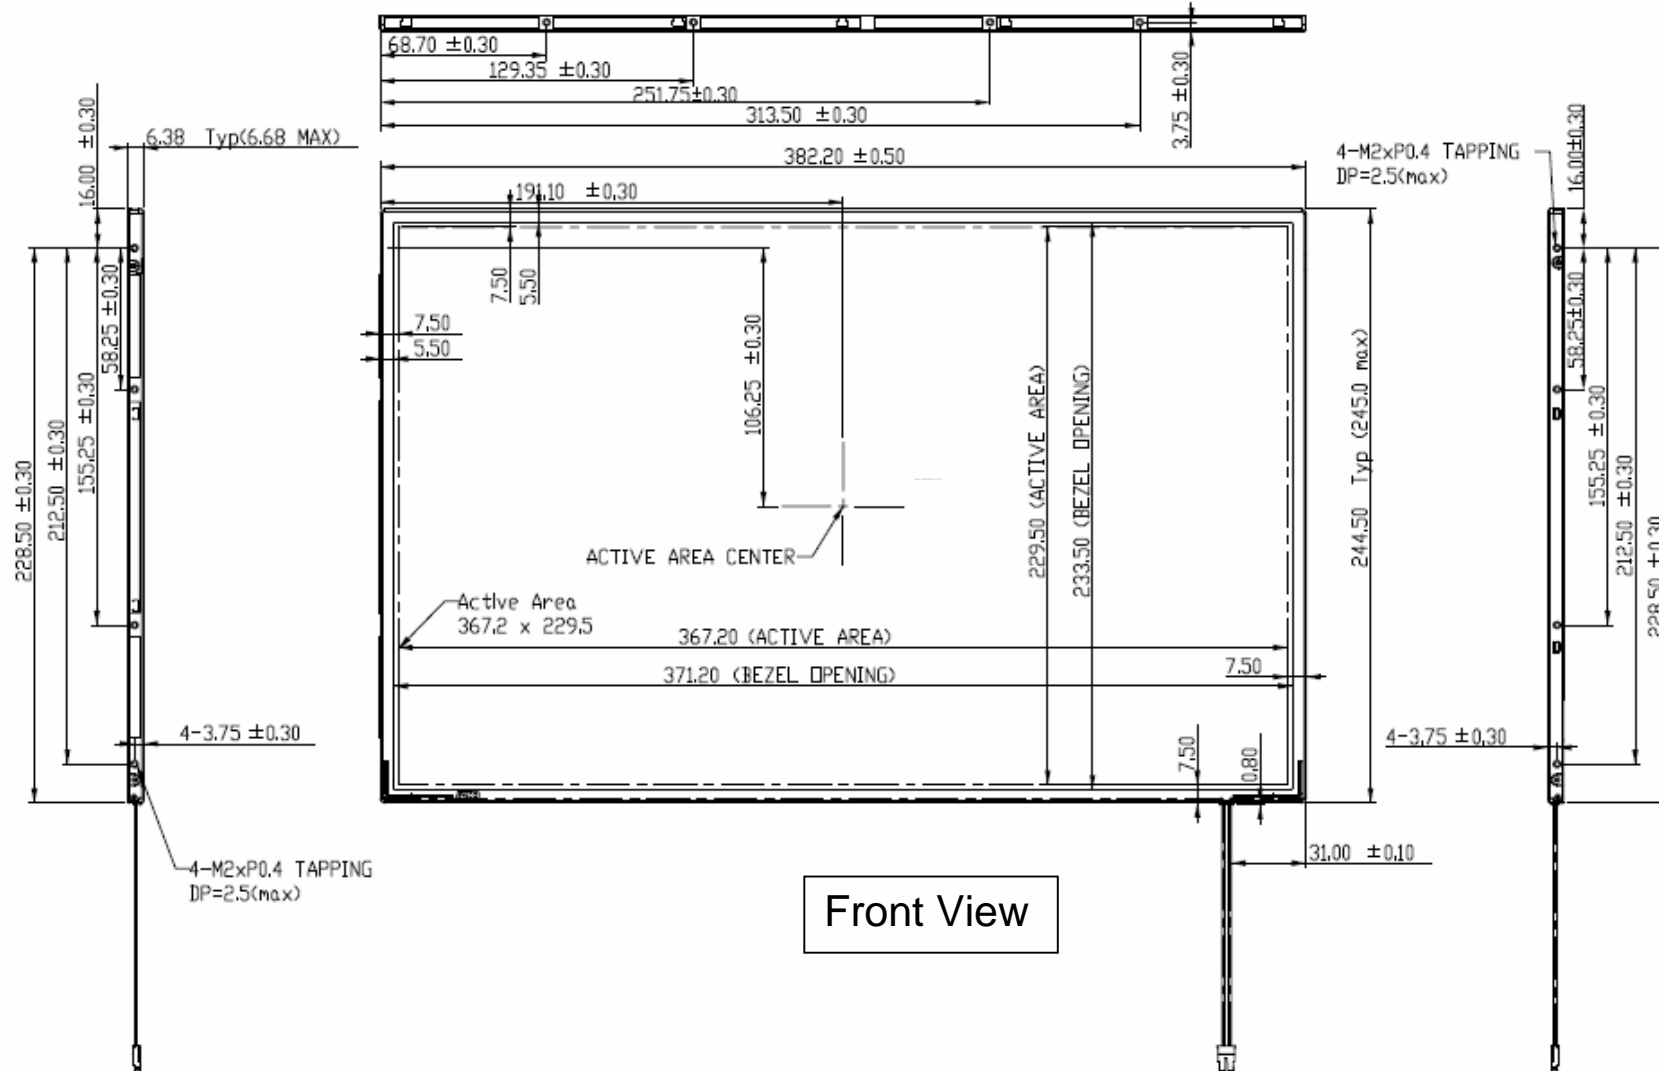 68.70 ±0.30
129.35 ±0.30
251.75±0.30
313.50 ±0.30
3.75 ±0.30
16.00 ±0.30
6.38 Typ(6.68 MAX)
382.20 ±0.50
4-M2xP0.4 TAPPING
DP=2.5(max)
16.00±0.30
191.10 ±0.30
7.50
5.50
58.25 ±0.30
7.50
5.50
106.25 ±0.30
229.50 (ACTIVE AREA)
233.50 (BEZEL OPENING)
244.50 Typ (245.0 max)
58.25±0.30
155.25 ±0.30
212.50 ±0.30
228.50 ±0.30
155.25 ±0.30
212.50 ±0.30
228.50 ±0.30
ACTIVE AREA CENTER
Active Area
367.2 x 229.5
367.20 (ACTIVE AREA)
371.20 (BEZEL OPENING)
7.50
4-3.75 ±0.30
7.50
0.80
4-3.75 ±0.30
31.00 ±0.10
4-M2xP0.4 TAPPING
DP=2.5(max)
Front View